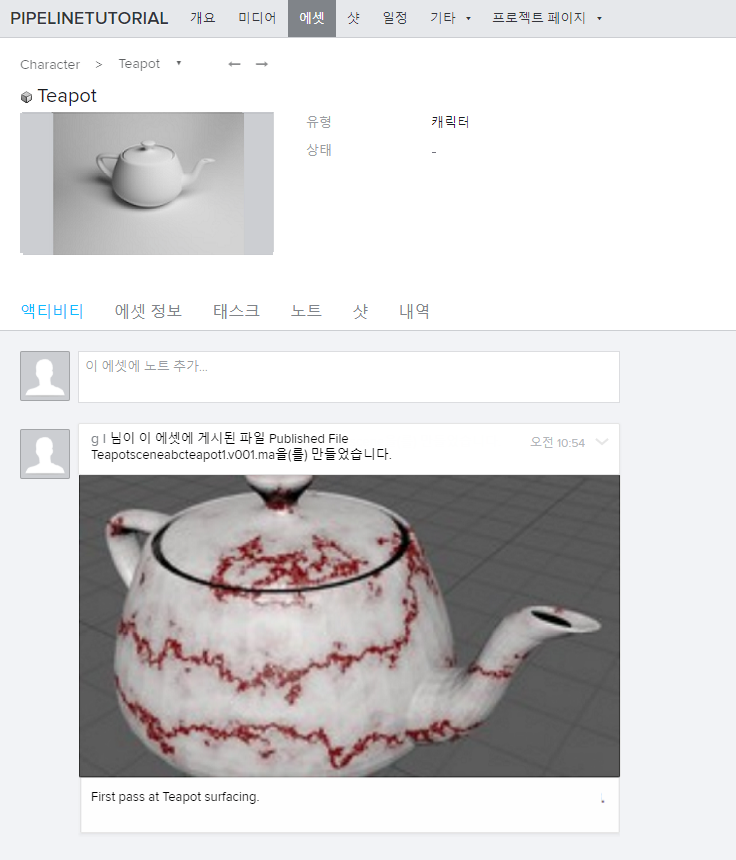 PIPELINETUTORIAL 개요 미디어 에셋 샷 일정 기타 프로젝트 페이지
Character > Teapot
Teapot
유형 캐릭터
상태 -
액티비티 에셋 정보 태스크 노트 샷 내역
이 에셋에 노트 추가...
g l 님이 이 에셋에 게시된 파일 Published File 오전 10:54
Teapotsceneabcteapot1.v001.ma을(를) 만들었습니다.
First pass at Teapot surfacing.